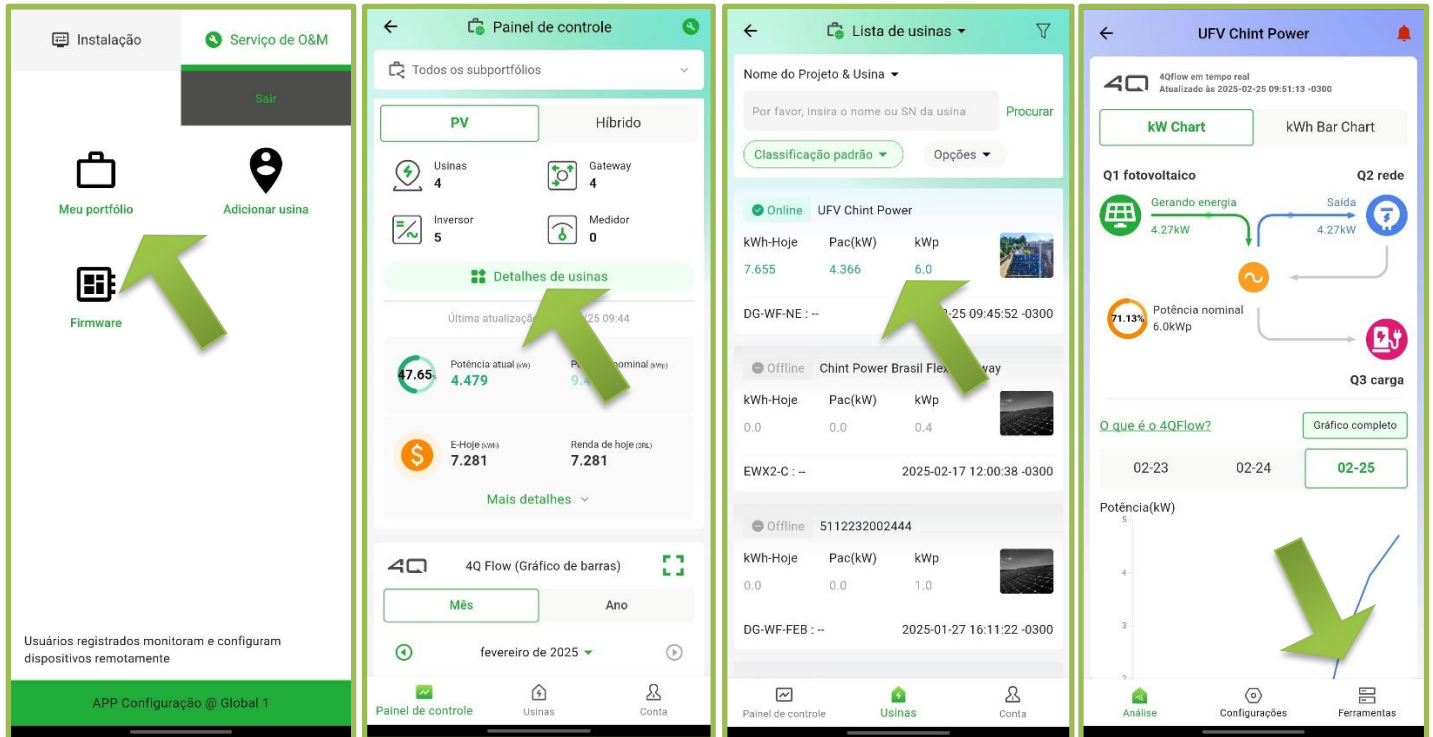 Instalação
Serviço de O&M
Sair
Meu portfólio
Adicionar usina
Firmware
Usuários registrados monitoram e configuram
dispositivos remotamente
APP Configuração @ Global 1
Painel de controle
Todos os subportfólios
PV
Híbrido
Usinas
4
Gateway
4
Inversor
5
Medidor
0
Detalhes de usinas
Última atualização
/25 09:44
47.65%
Potência atual (kW)
4.479
nominal (kWp)
E-Hoje (kWh)
7.281
Renda de hoje (BRL)
7.281
Mais detalhes
4Q
4Q Flow (Gráfico de barras)
Mês
Ano
fevereiro de 2025
Painel de controle
Usinas
Conta
Lista de usinas
Nome do Projeto & Usina
Por favor, insira o nome ou SN da usina
Procurar
Classificação padrão
Opções
Online
UFV Chint Power
kWh-Hoje
Pac(kW)
kWp
7.655
4.366
6.0
DG-WF-NE : --
-25 09:45:52 -0300
Offline
Chint Power Brasil Flex
way
kWh-Hoje
Pac(kW)
kWp
0.0
0.0
0.4
EWX2-C : --
2025-02-17 12:00:38 -0300
Offline
5112232002444
kWh-Hoje
Pac(kW)
kWp
0.0
0.0
1.0
DG-WF-FEB : --
2025-01-27 16:11:22 -0300
Painel de controle
Usinas
Conta
UFV Chint Power
4Q
4Qflow em tempo real
Atualizado às 2025-02-25 09:51:13 -0300
kW Chart
kWh Bar Chart
Q1 fotovoltaico
Q2 rede
Gerando energia
4.27kW
Saída
4.27kW
71.13%
Potência nominal
6.0kWp
Q3 carga
O que é o 4QFlow?
Gráfico completo
02-23
02-24
02-25
Potência(kW)
5
4
3
2
Análise
Configurações
Ferramentas